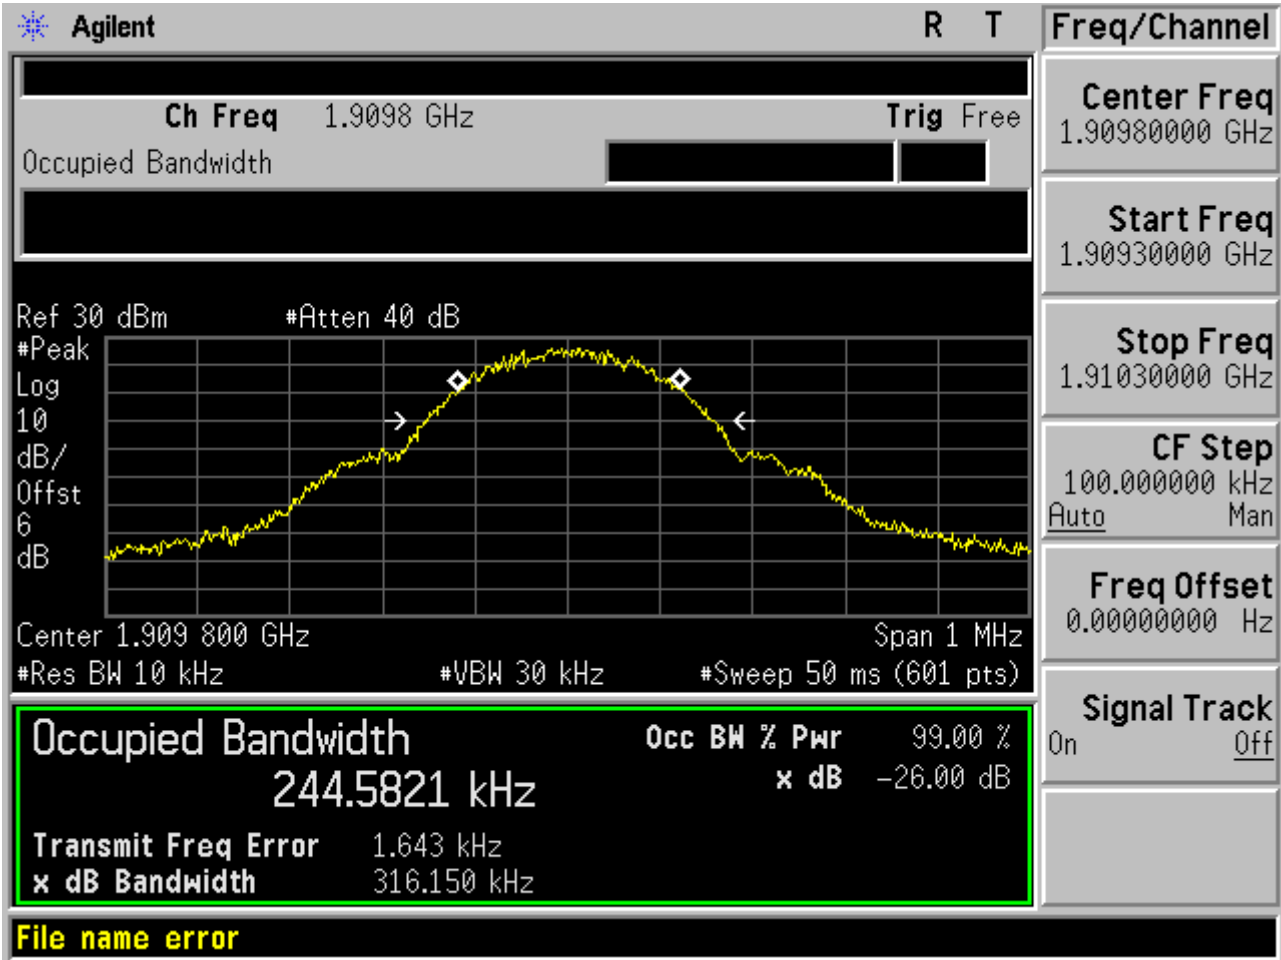 Agilent R T Freq/Channel
Ch Freq 1.9098 GHz Trig Free
Occupied Bandwidth
Center Freq
1.90980000 GHz
Start Freq
1.90930000 GHz
Stop Freq
1.91030000 GHz
CF Step
100.000000 kHz
Auto Man
Freq Offset
0.00000000 Hz
Signal Track
On Off
Ref 30 dBm #Atten 40 dB
#Peak
Log
10
dB/
Offst
6
dB
Center 1.909 800 GHz Span 1 MHz
#Res BW 10 kHz #VBW 30 kHz #Sweep 50 ms (601 pts)
Occupied Bandwidth Occ BW % Pwr 99.00 %
244.5821 kHz x dB -26.00 dB
Transmit Freq Error 1.643 kHz
x dB Bandwidth 316.150 kHz
File name error